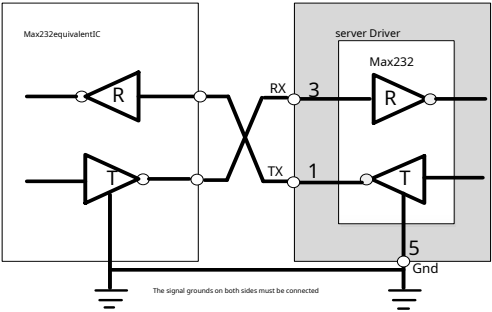 Max232equivalentIC
server Driver
Max232
R
RX
3
R
T
TX
1
T
5
Gnd
The signal grounds on both sides must be connected